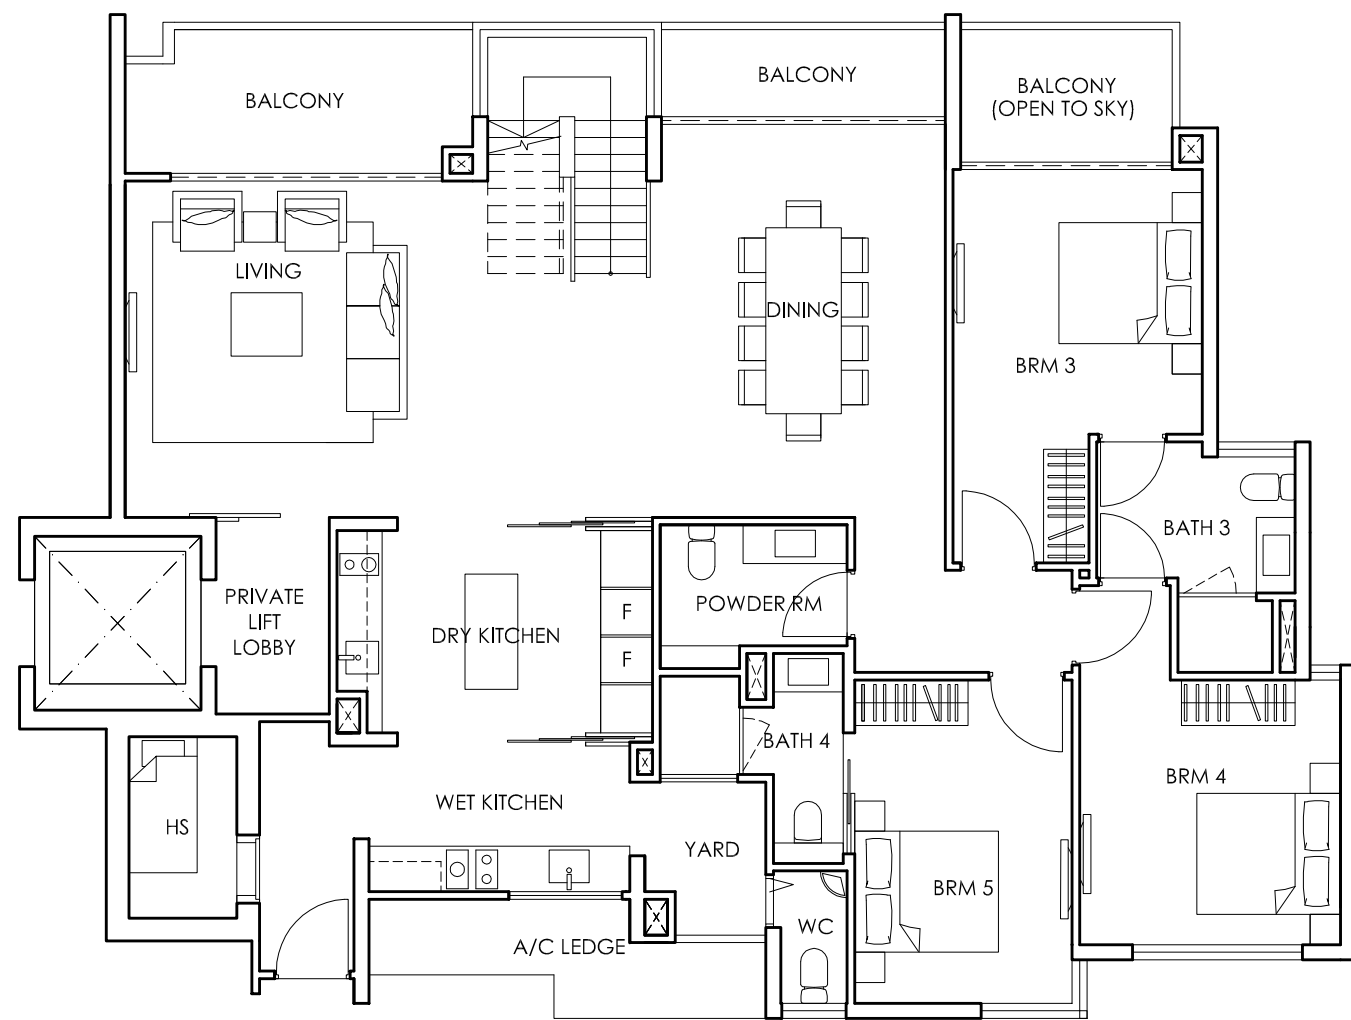 BALCONY
BALCONY
BALCONY
(OPEN TO SKY)
LIVING
DINING
BRM 3
BATH 3
PRIVATE
LIFT
LOBBY
DRY KITCHEN
F
F
POWDER RM
BATH 4
BRM 4
WET KITCHEN
HS
YARD
BRM 5
WC
A/C LEDGE